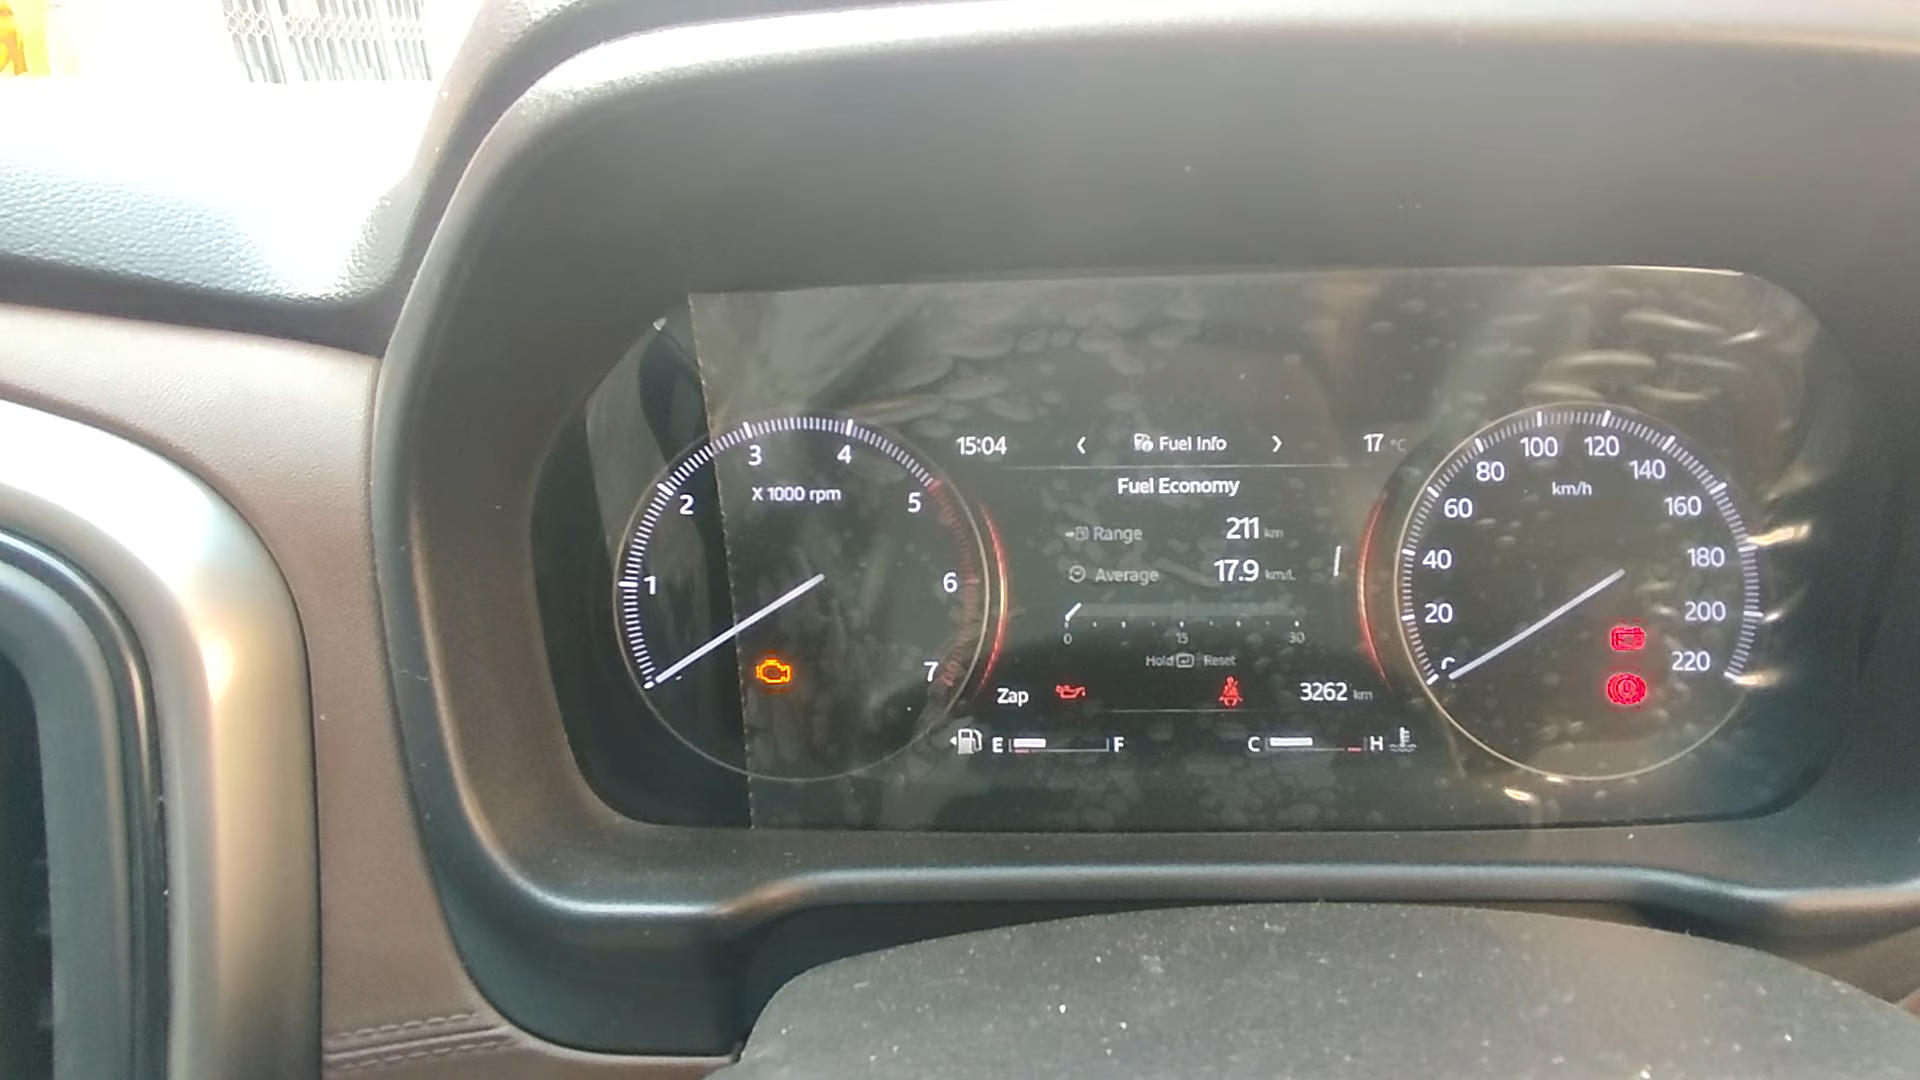 15:04 Fuel Info 17 °C
Fuel Economy
Range 211 km
Average 17.9 km/L
0 15 30
Hold Reset
Zap 3262 km
E F C H
1 2 3 4 5 6 7
X 1000 rpm
0 20 40 60 80 100 120 140 160 180 200 220
km/h